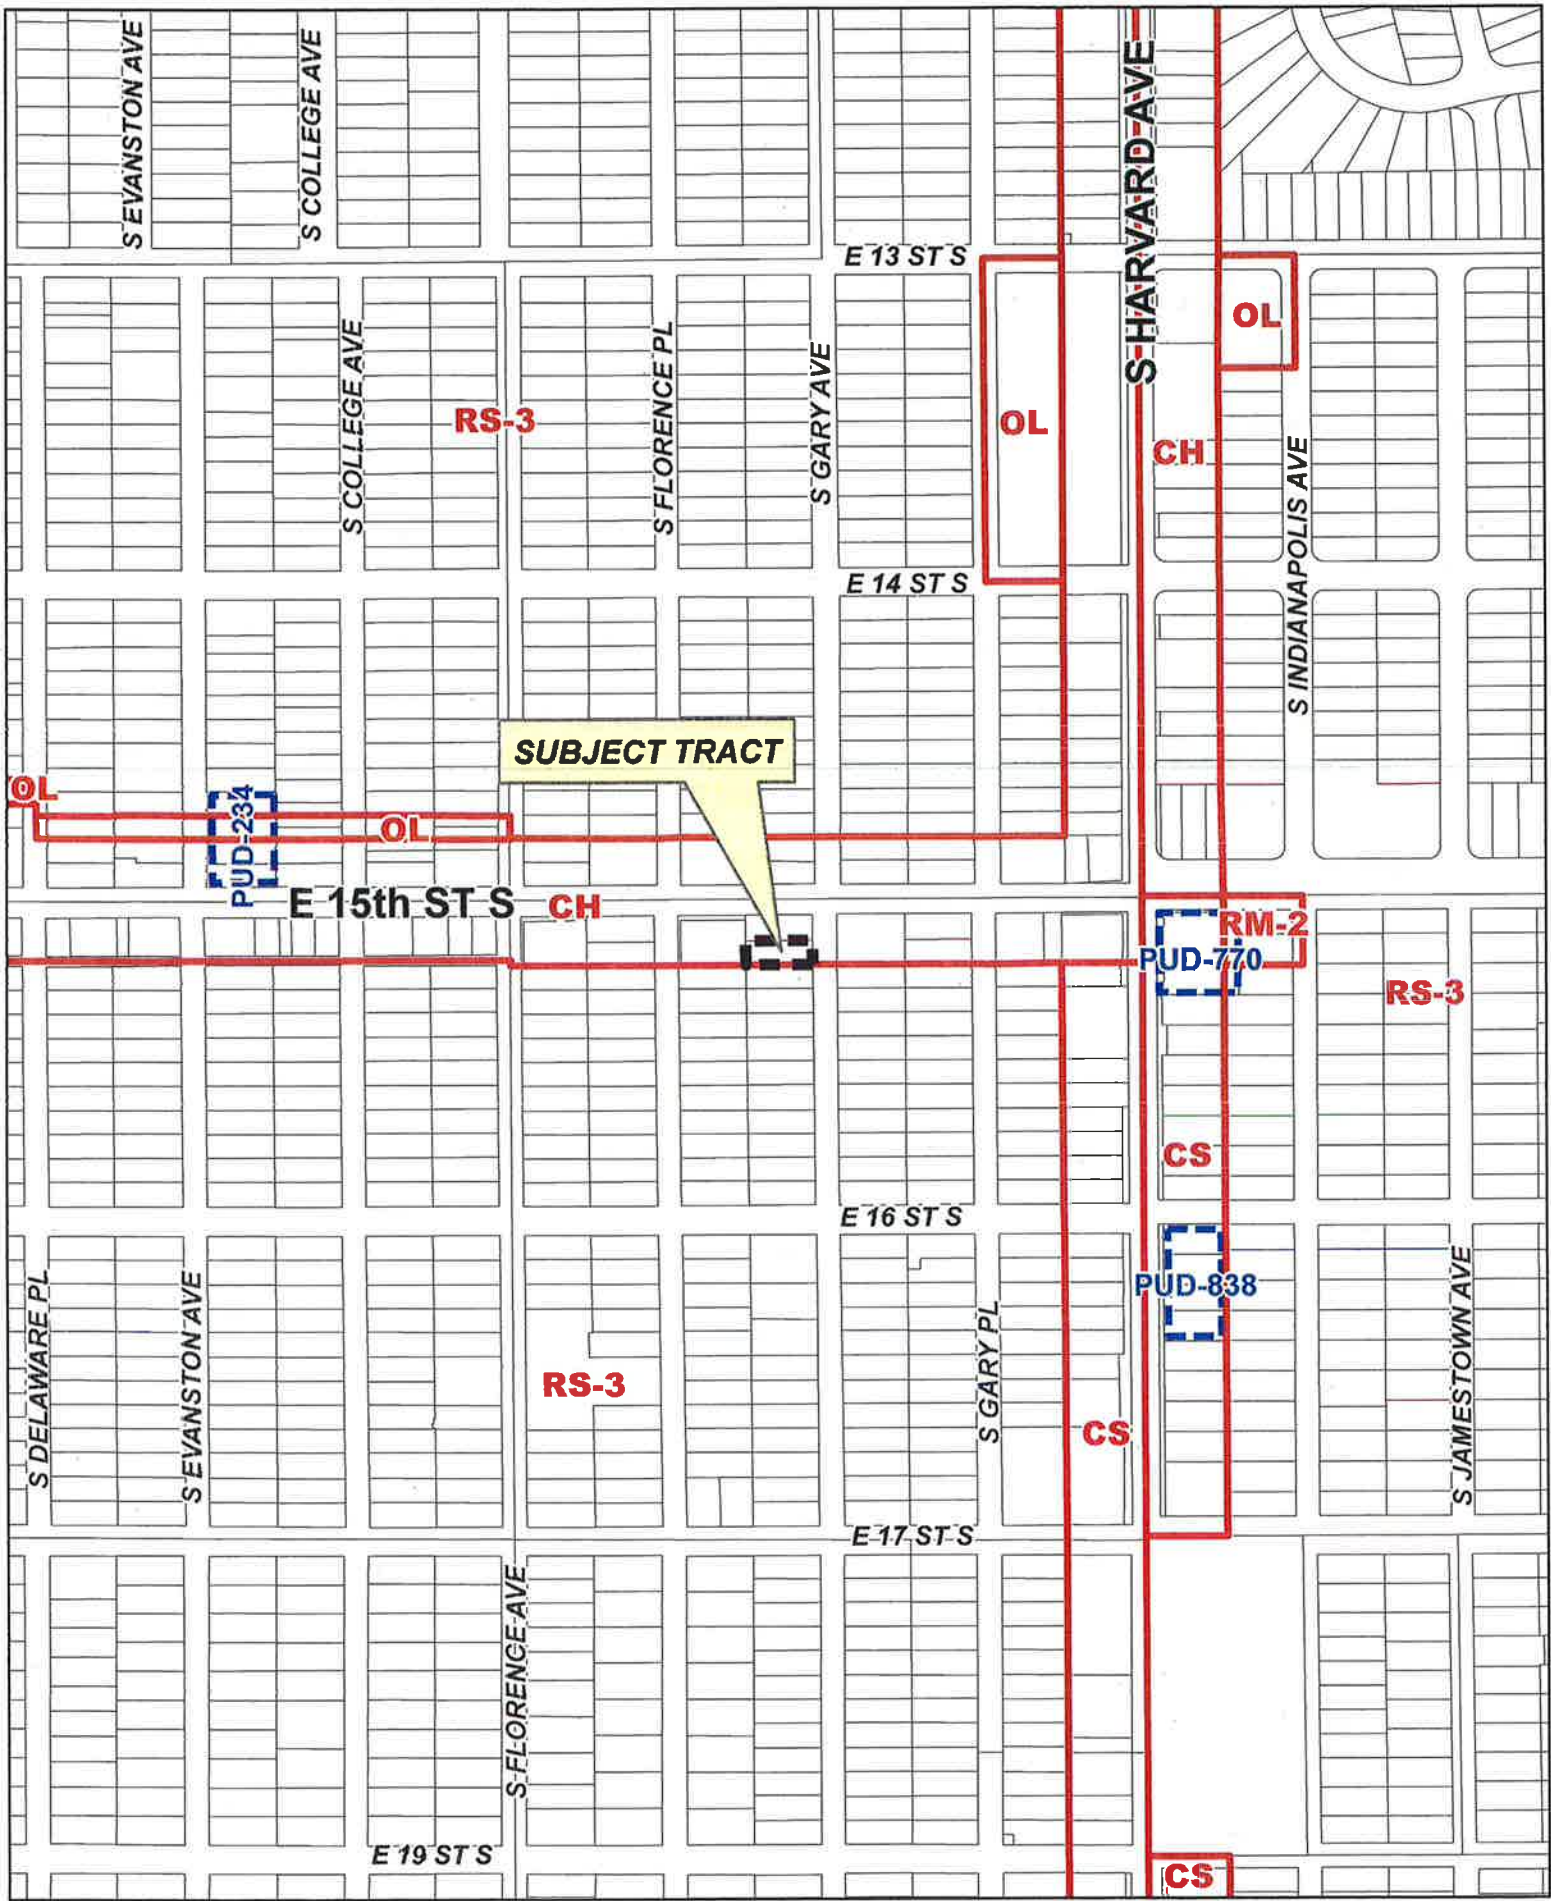 S EVANSTON AVE
S COLLEGE AVE
S HARVARD AVE
E 13 ST S
OL
S COLLEGE AVE
S FLORENCE PL
S GARY AVE
RS-3
OL
CH
S INDIANAPOLIS AVE
E 14 ST S
SUBJECT TRACT
OL
PUD-234
OL
E 15th ST S
CH
RM-2
PUD-770
RS-3
CS
E 16 ST S
S DELAWARE PL
S EVANSTON AVE
PUD-838
S GARY PL
S JAMESTOWN AVE
RS-3
CS
E 17 ST S
S FLORENCE AVE
E 19 ST S
CS